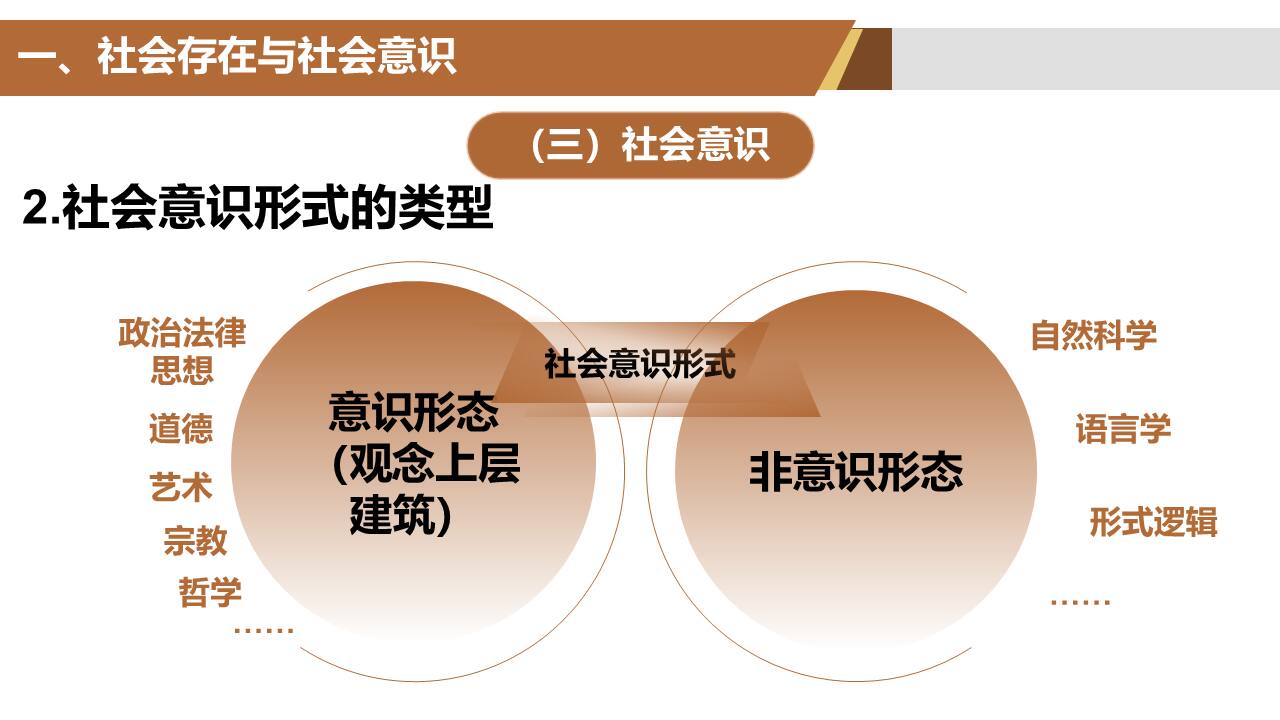 一、社会存在与社会意识
（三）社会意识
2.社会意识形式的类型
社会意识形式
政治法律
思想
道德
艺术
宗教
哲学
……
意识形态
(观念上层
建筑)
非意识形态
自然科学
语言学
形式逻辑
……